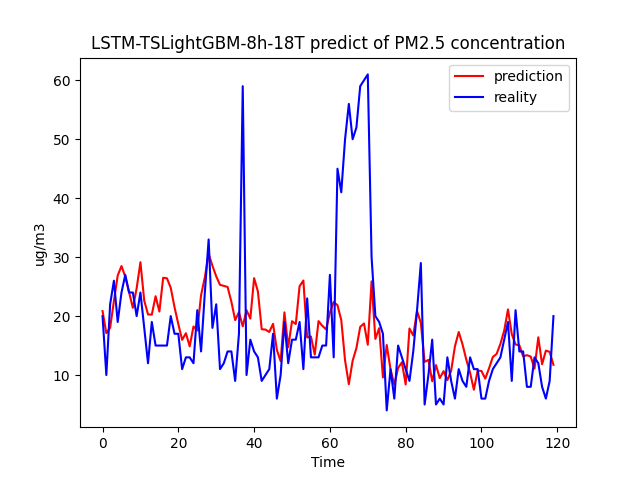 LSTM-TSLightGBM-8h-18T predict of PM2.5 concentration
prediction
reality
ug/m3
60
50
40
30
20
10
0 20 40 60 80 100 120
Time